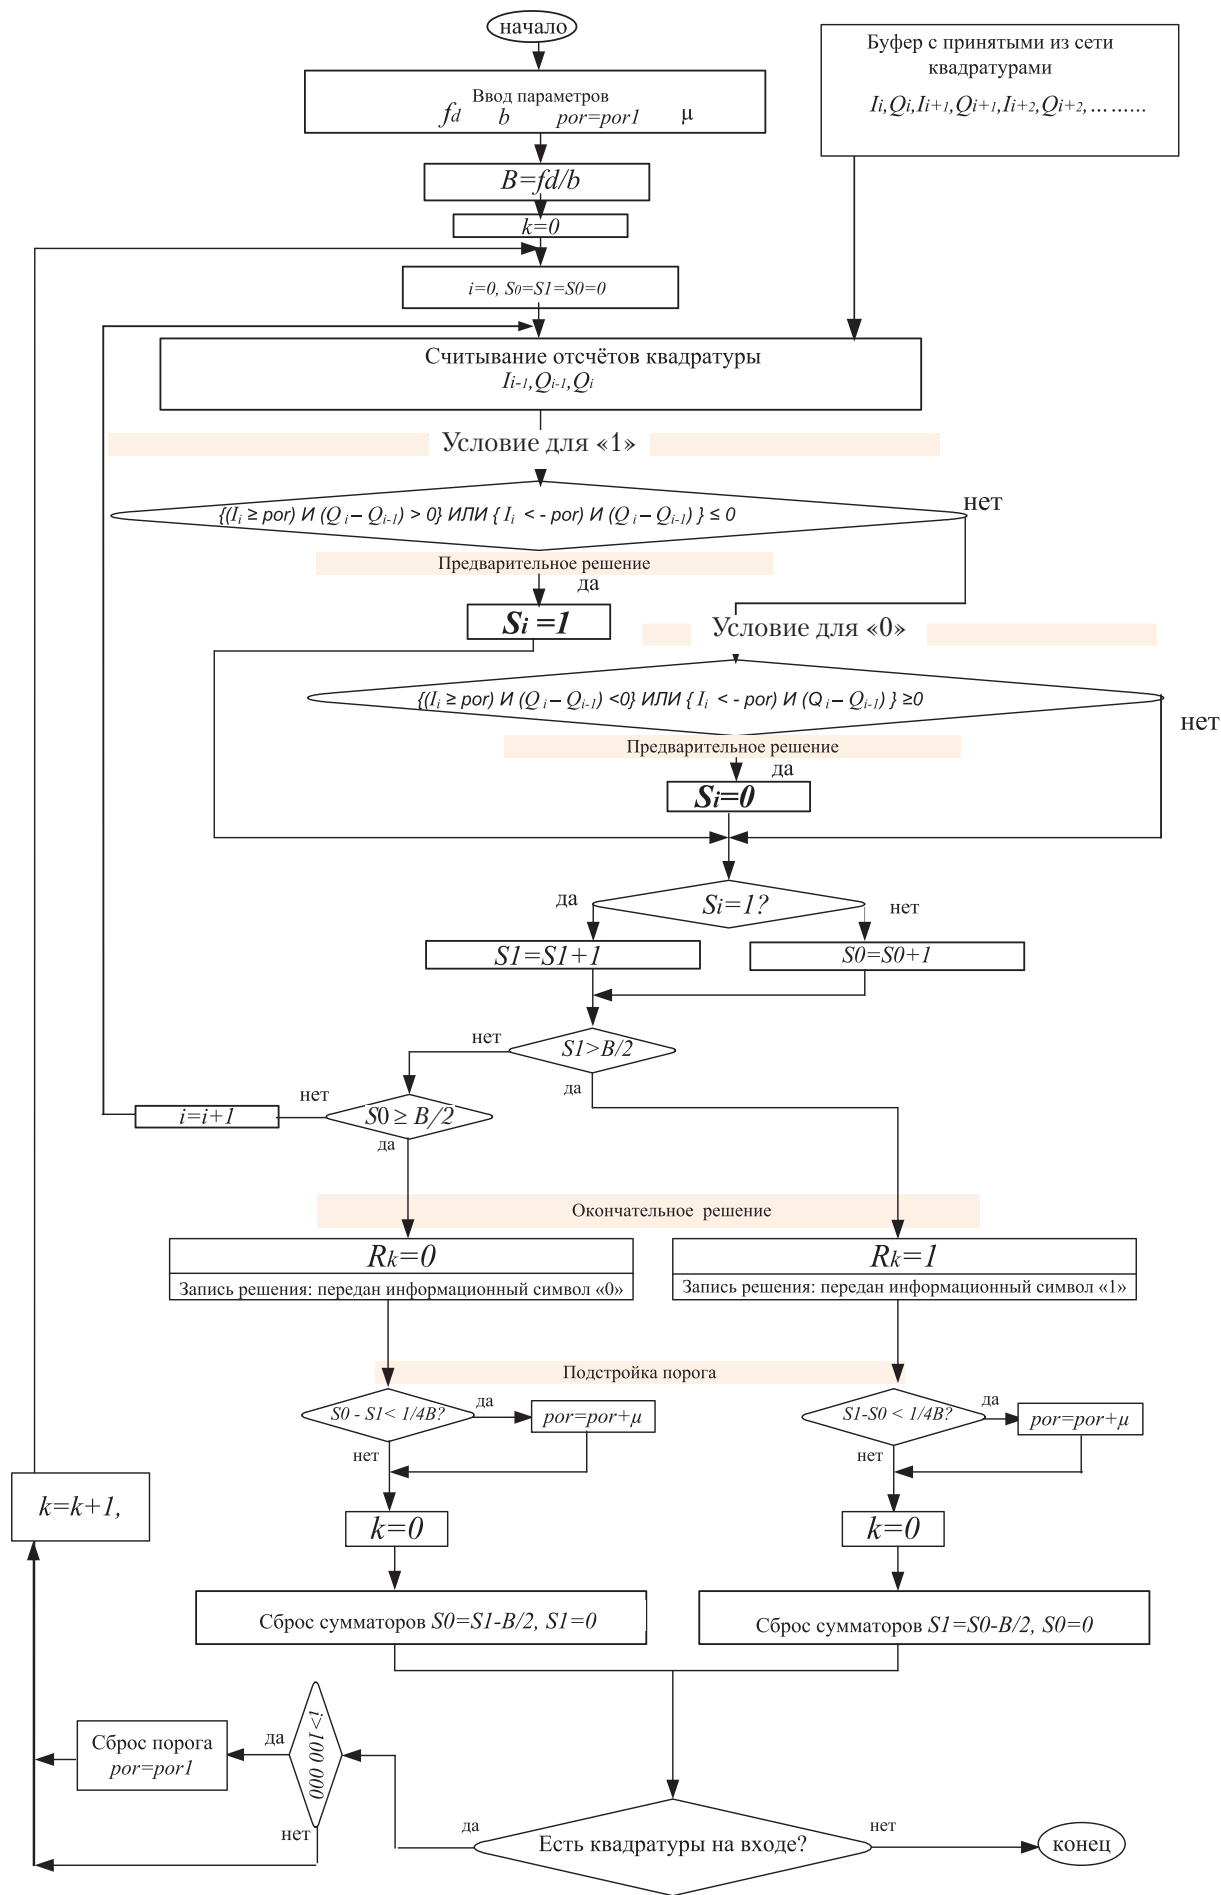 начало
Буфер с принятыми из сети
квадратурами
Ii,Qi,Ii+1,Qi+1,Ii+2,Qi+2,………
Ввод параметров
fd b por=por1 μ
B=fd/b
k=0
i=0, S0=S1=S0=0
Считывание отсчётов квадратуры
Ii-1,Qi-1,Qi
Условие для «1»
{(Ii ≥ por) И (Qi – Qi-1) > 0} ИЛИ { Ii < - por) И (Qi – Qi-1) } ≤ 0
нет
Предварительное решение
да
Si =1
Условие для «0»
{(Ii ≥ por) И (Qi – Qi-1) <0} ИЛИ { Ii < - por) И (Qi – Qi-1) } ≥0
нет
Предварительное решение
да
Si=0
да
Si=1?
нет
S1=S1+1
S0=S0+1
нет
S1>B/2
да
нет
i=i+1
S0 ≥ B/2
да
Окончательное решение
Rk=0
Запись решения: передан информационный символ «0»
Rk=1
Запись решения: передан информационный символ «1»
Подстройка порога
S0 - S1< 1/4B?
да
por=por+μ
нет
S1-S0 < 1/4B?
да
por=por+μ
нет
k=k+1,
k=0
k=0
Сброс сумматоров S0=S1-B/2, S1=0
Сброс сумматоров S1=S0-B/2, S0=0
i>100 000
да
Сброс порога
por=por1
нет
да
Есть квадратуры на входе?
нет
конец